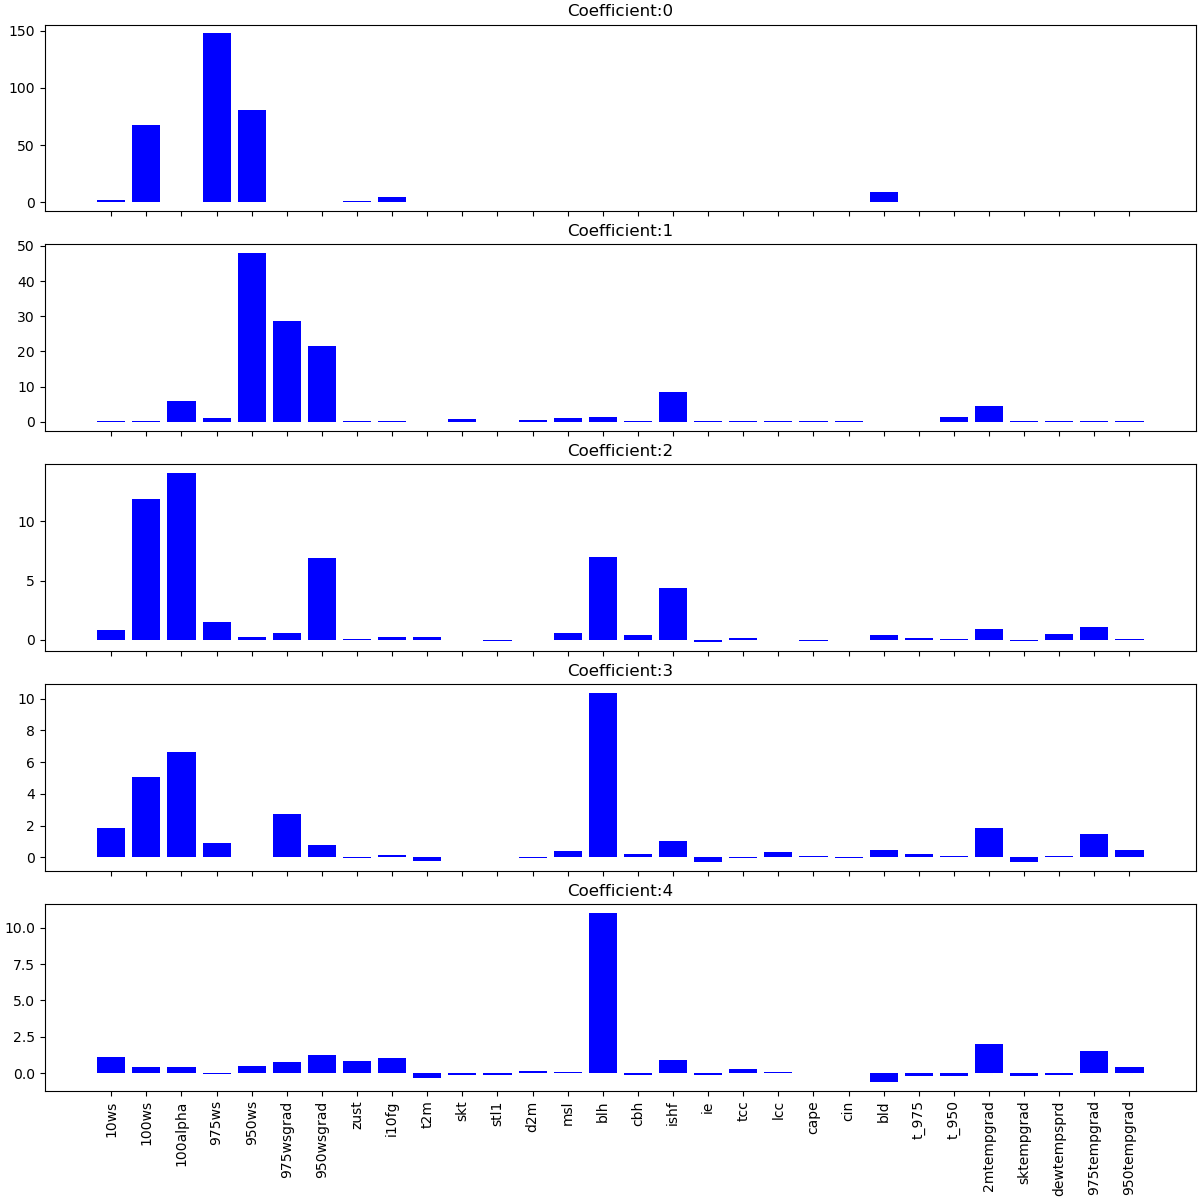 Coefficient:0
150
100
50
0
Coefficient:1
50
40
30
20
10
0
Coefficient:2
10
5
0
Coefficient:3
10
8
6
4
2
0
Coefficient:4
10.0
7.5
5.0
2.5
0.0
10ws
100ws
100alpha
975ws
950ws
975wsgrad
950wsgrad
zust
i10fg
t2m
skt
stl1
d2m
msl
blh
cbh
ishf
ie
tcc
lcc
cape
cin
bld
t_975
t_950
2mtempgrad
sktempgrad
dewtempsprd
975tempgrad
950tempgrad